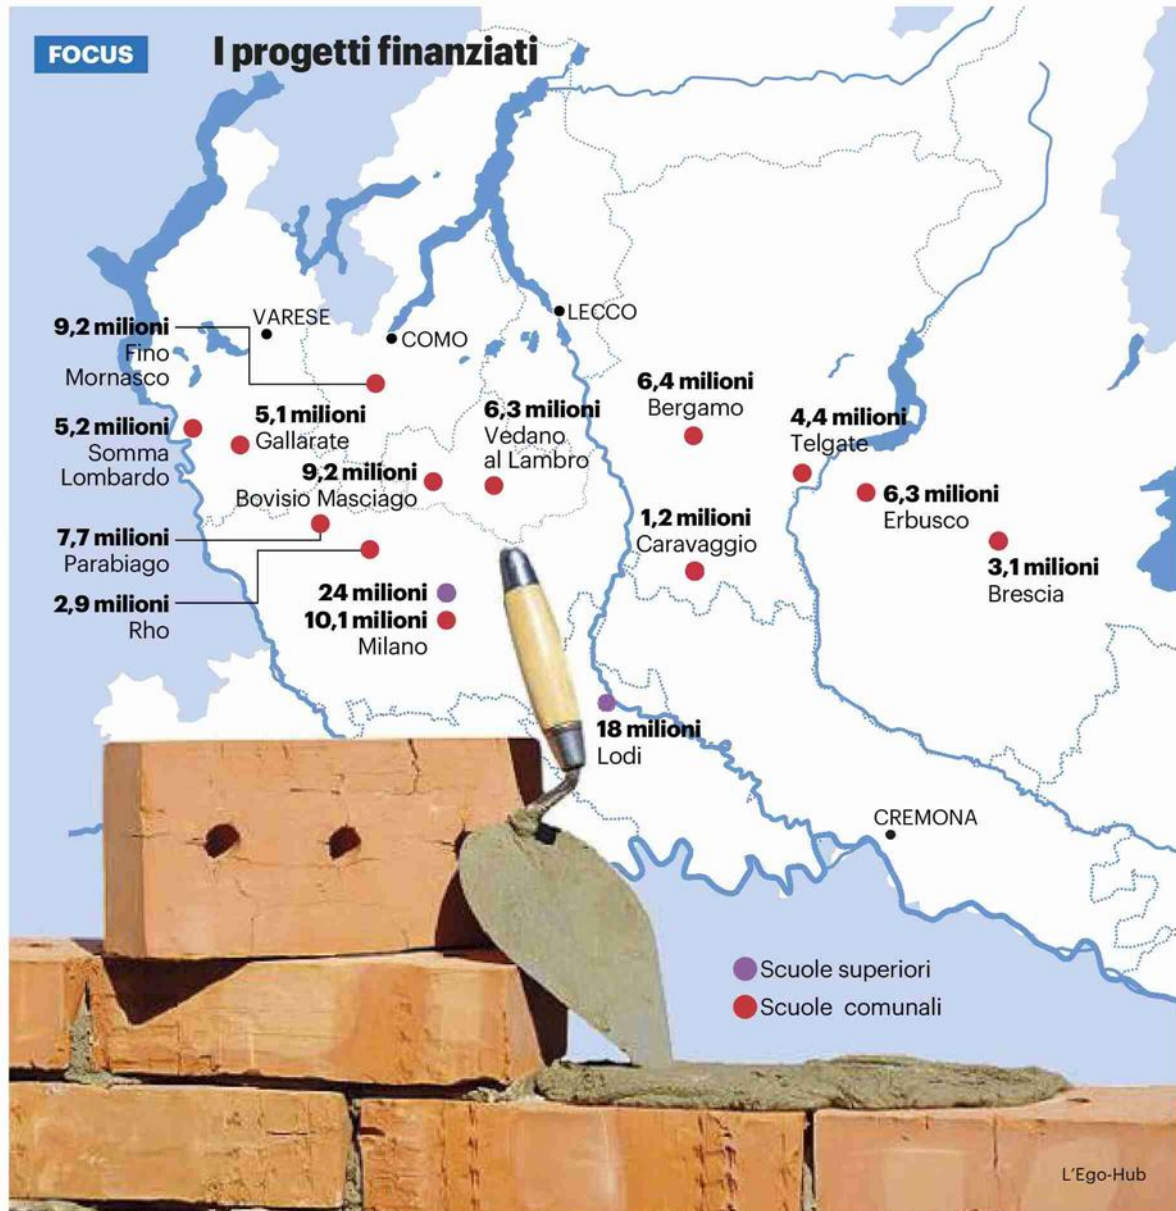 FOCUS
I progetti finanziati
VARESE
COMO
LECCO
9,2 milioni
Fino
Mornasco
5,2 milioni
Somma
Lombardo
5,1 milioni
Gallarate
9,2 milioni
Bovisio Masciago
6,3 milioni
Vedano
al Lambro
6,4 milioni
Bergamo
4,4 milioni
Telgate
6,3 milioni
Erbusco
3,1 milioni
Brescia
1,2 milioni
Caravaggio
7,7 milioni
Parabiago
2,9 milioni
Rho
24 milioni
10,1 milioni
Milano
18 milioni
Lodi
CREMONA
Scuole superiori
Scuole comunali
L'Ego-Hub